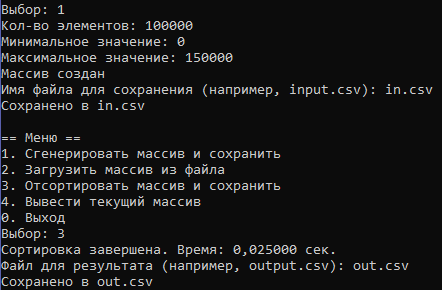 Выбор: 1
Кол-во элементов: 100000
Минимальное значение: 0
Максимальное значение: 150000
Массив создан
Имя файла для сохранения (например, input.csv): in.csv
Сохранено в in.csv
== Меню ==
1. Сгенерировать массив и сохранить
2. Загрузить массив из файла
3. Отсортировать массив и сохранить
4. Вывести текущий массив
0. Выход
Выбор: 3
Сортировка завершена. Время: 0,025000 сек.
Файл для результата (например, output.csv): out.csv
Сохранено в out.csv